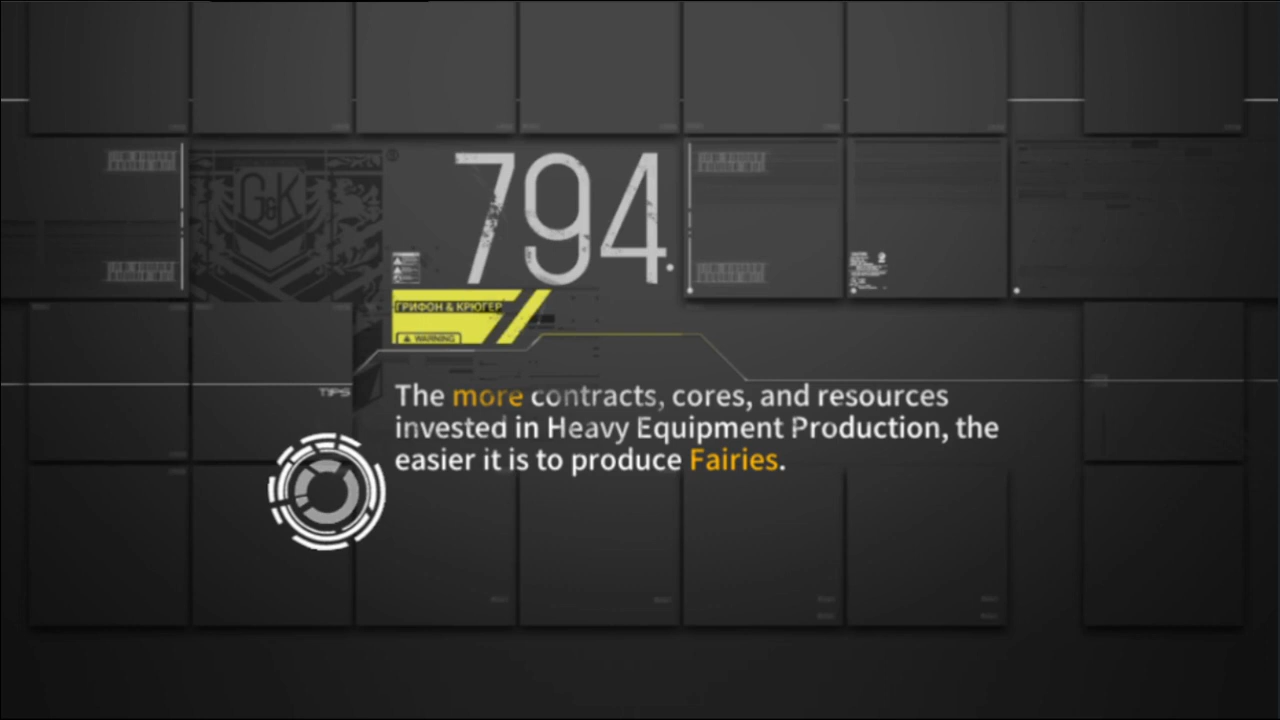 G&K
794.
ГРИФОН & КРЮГЕР
WARNING
TIPS
The more contracts, cores, and resources
invested in Heavy Equipment Production, the
easier it is to produce Fairies.